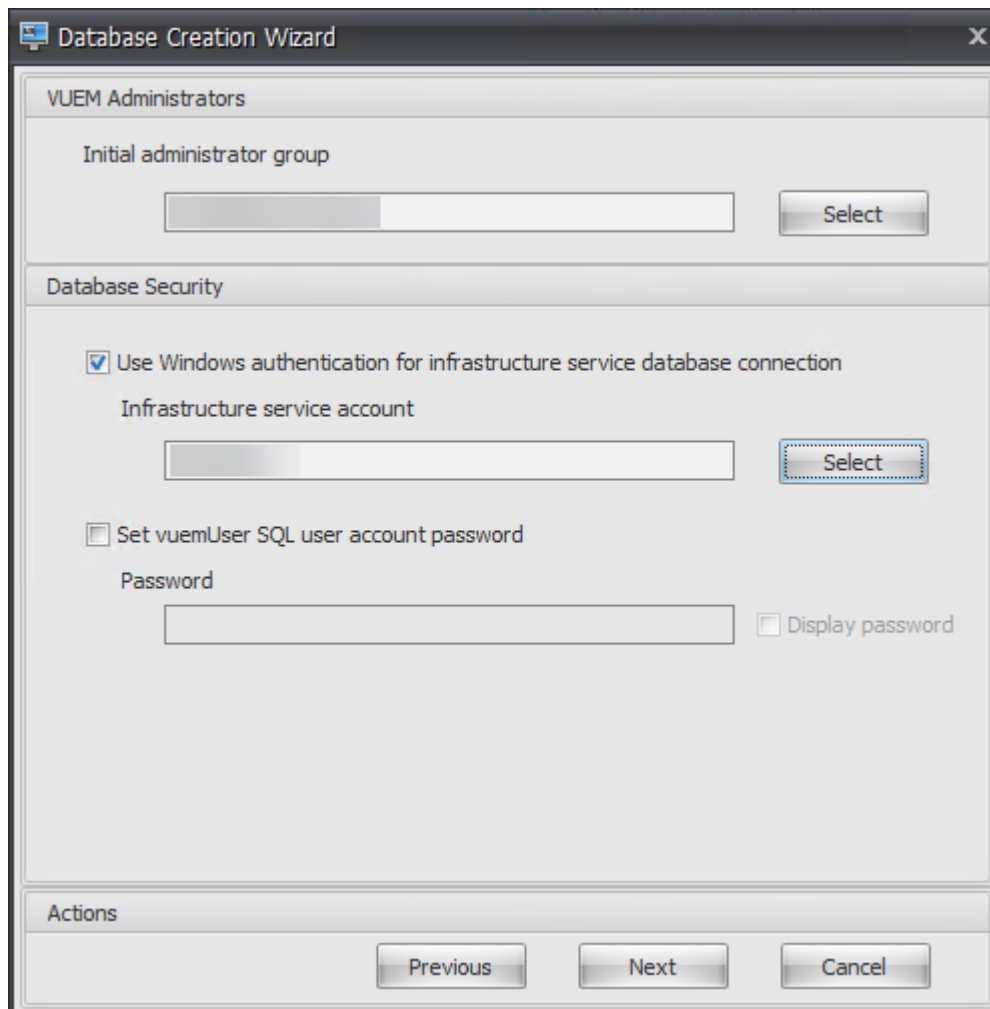 Database Creation Wizard
VUEM Administrators
Initial administrator group
Select
Database Security
Use Windows authentication for infrastructure service database connection
Infrastructure service account
Select
Set vuemUser SQL user account password
Password
Display password
Actions
Previous Next Cancel